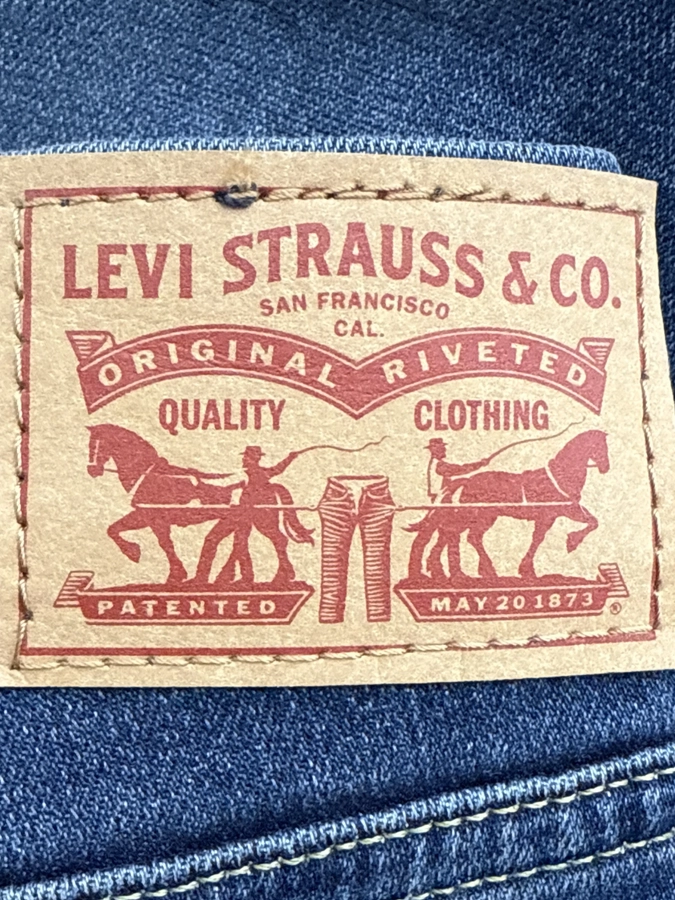 LEVI STRAUSS & CO.
SAN FRANCISCO
CAL.
ORIGINAL RIVETED
QUALITY CLOTHING
PATENTED MAY 20 1873 ®